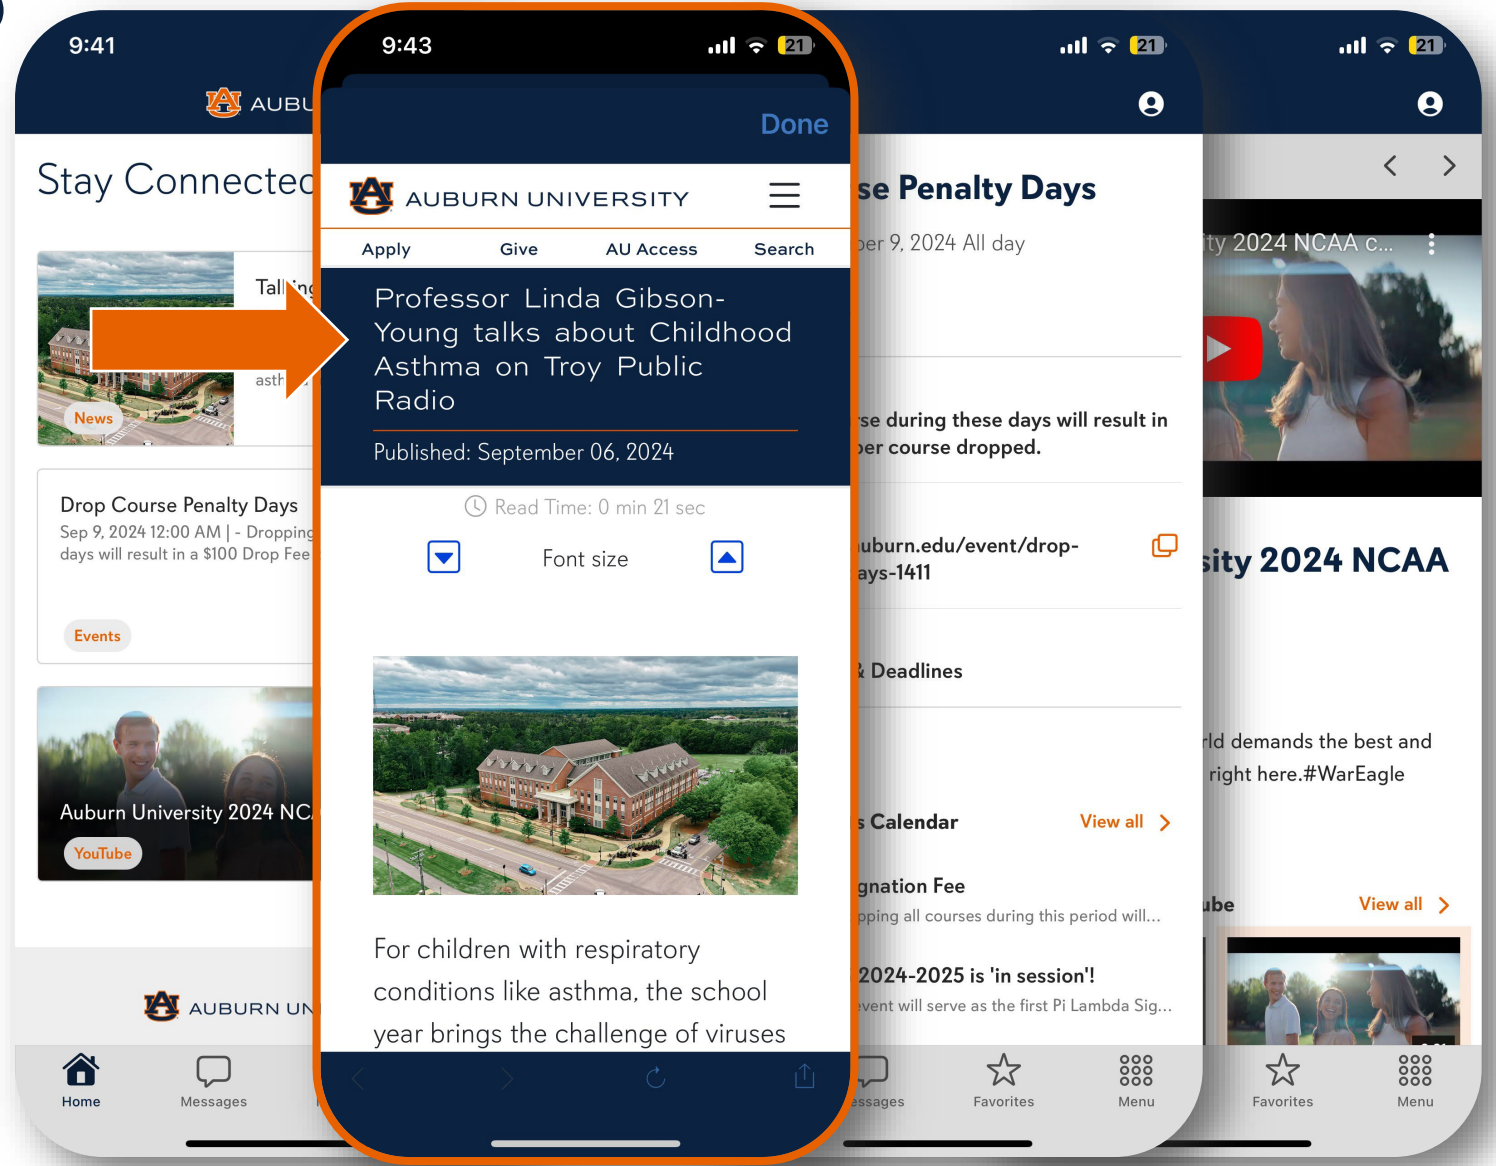 9:41
AUBU
Stay Connected
Talking
asth
News
Drop Course Penalty Days
Sep 9, 2024 12:00 AM | - Dropping
days will result in a $100 Drop Fee
Events
Auburn University 2024 NC
YouTube
AUBURN UN
Home
Messages
9:43
21
Done
AUBURN UNIVERSITY
Apply Give AU Access Search
Professor Linda Gibson-
Young talks about Childhood
Asthma on Troy Public
Radio
Published: September 06, 2024
Read Time: 0 min 21 sec
Font size
For children with respiratory
conditions like asthma, the school
year brings the challenge of viruses
21
se Penalty Days
ber 9, 2024 All day
rse during these days will result in
per course dropped.
auburn.edu/event/drop-
ays-1411
& Deadlines
s Calendar View all
gnation Fee
pping all courses during this period will...
2024-2025 is 'in session'!
event will serve as the first Pi Lambda Sig...
essages
Favorites
Menu
21
ity 2024 NCAA c...
sity 2024 NCAA
rld demands the best and
right here.#WarEagle
ube View all
Favorites
Menu